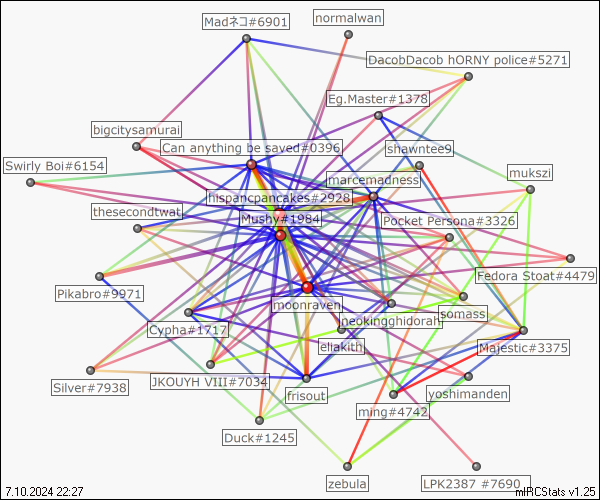 Madネコ#6901
normalwan
DacobDacob hORNY police#5271
Eg.Master#1378
bigcitysamurai
Can anything be saved#0396
shawntee9
Swirly Boi#6154
marcemadness
mukszi
hispancpancakes#2928
thesecondtwat
Mushy#1984
Pocket Persona#3326
Fedora Stoat#4479
Pikabro#9971
moonraven
somass
Cypha#1717
neokingghidorah
eliakith
Majestic#3375
Silver#7938
JKOUYH VIII#7034
frisout
yoshimanden
ming#4742
Duck#1245
zebula
LPK2387 #7690
7.10.2024 22:27
mIRCStats v1.25